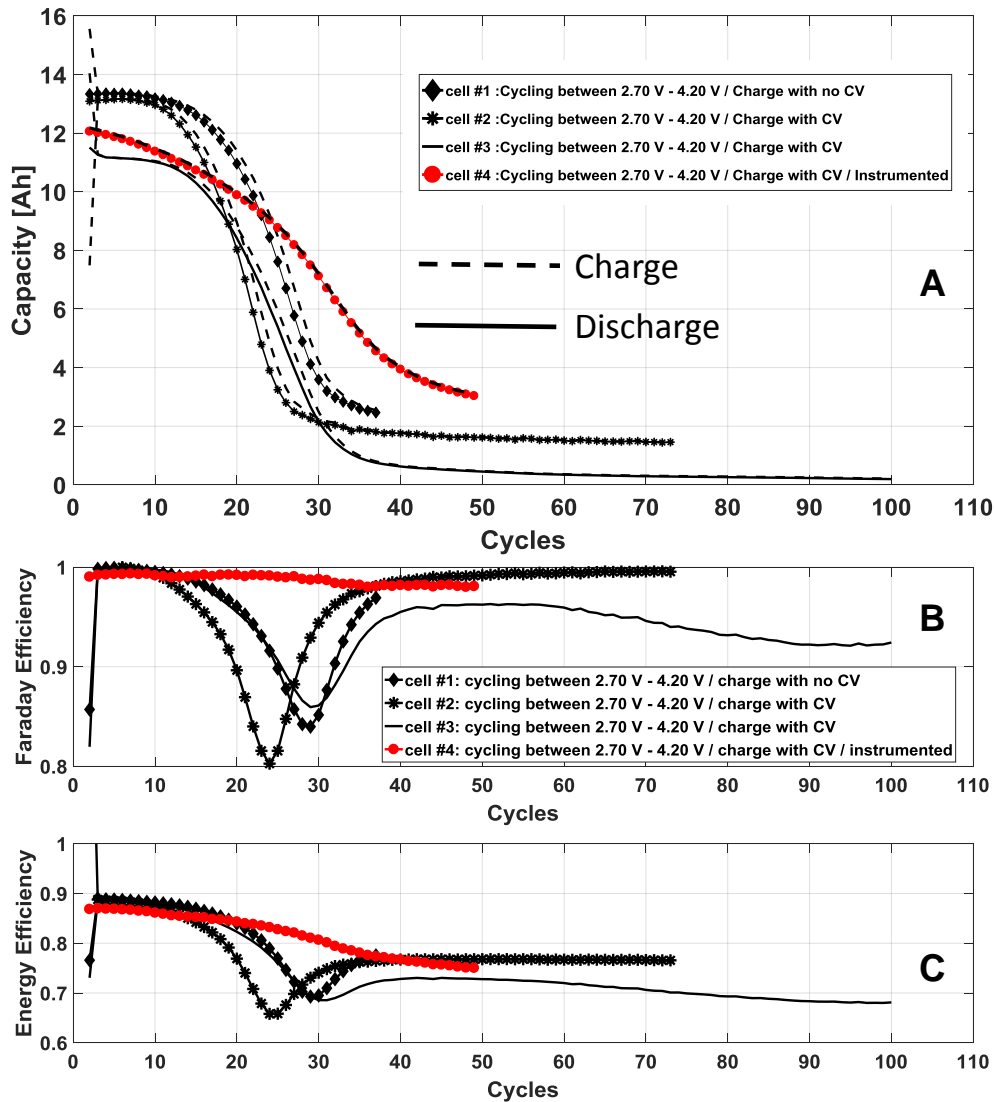 16
14
12
10
8
6
4
2
0
Capacity [Ah]
cell #1 :Cycling between 2.70 V - 4.20 V / Charge with no CV
cell #2 :Cycling between 2.70 V - 4.20 V / Charge with CV
cell #3 :Cycling between 2.70 V - 4.20 V / Charge with CV
cell #4 :Cycling between 2.70 V - 4.20 V / Charge with CV / Instrumented
Charge
Discharge
A
0 10 20 30 40 50 60 70 80 90 100 110
Cycles
1
0.9
0.8
Faraday Efficiency
B
cell #1: cycling between 2.70 V - 4.20 V / charge with no CV
cell #2: cycling between 2.70 V - 4.20 V / charge with CV
cell #3: cycling between 2.70 V - 4.20 V / charge with CV
cell #4: cycling between 2.70 V - 4.20 V / charge with CV / instrumented
0 10 20 30 40 50 60 70 80 90 100 110
Cycles
1
0.9
0.8
0.7
0.6
Energy Efficiency
C
0 10 20 30 40 50 60 70 80 90 100 110
Cycles